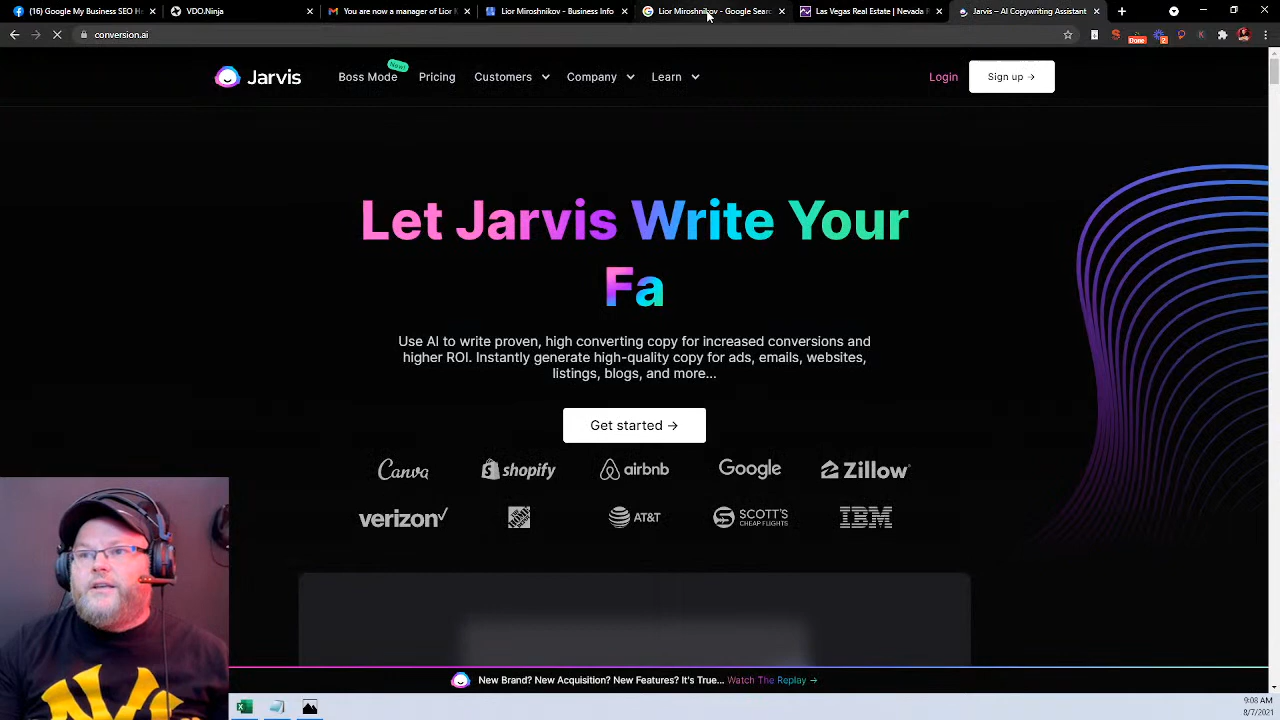 (16) Google My Business SEO He
VDO.Ninja
You are now a manager of Lior M
Lior Miroshnikov - Business Info
Lior Miroshnikov - Google Searc
Las Vegas Real Estate | Nevada R
Jarvis – AI Copywriting Assistant
conversion.ai
Done
2
Jarvis
Boss Mode
New!
Pricing
Customers
Company
Learn
Login
Sign up →
Let Jarvis Write Your
Fa
Use AI to write proven, high converting copy for increased conversions and
higher ROI. Instantly generate high-quality copy for ads, emails, websites,
listings, blogs, and more...
Get started →
Canva
shopify
airbnb
Google
Zillow
verizon✓
AT&T
SCOTT'S
CHEAP FLIGHTS
IBM
New Brand? New Acquisition? New Features? It's True... Watch The Replay →
9:08 AM
8/7/2021